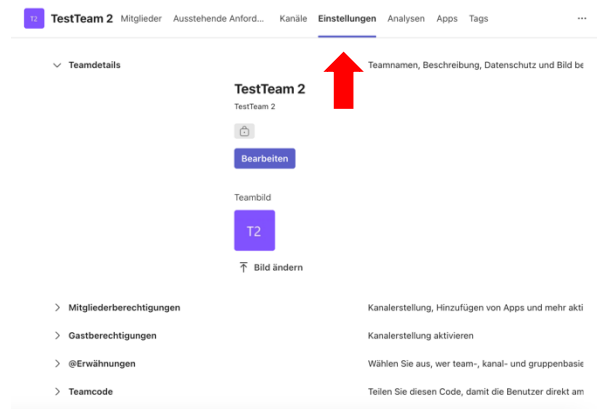 T2 TestTeam 2 Mitglieder Ausstehende Anford... Kanäle Einstellungen Analysen Apps Tags ...
Teamdetails Teamnamen, Beschreibung, Datenschutz und Bild be
TestTeam 2
TestTeam 2
Bearbeiten
Teambild
T2
Bild ändern
Mitgliederberechtigungen Kanalerstellung, Hinzufügen von Apps und mehr akti
Gastberechtigungen Kanalerstellung aktivieren
@Erwähnungen Wählen Sie aus, wer team-, kanal- und gruppenbasie
Teamcode Teilen Sie diesen Code, damit die Benutzer direkt am